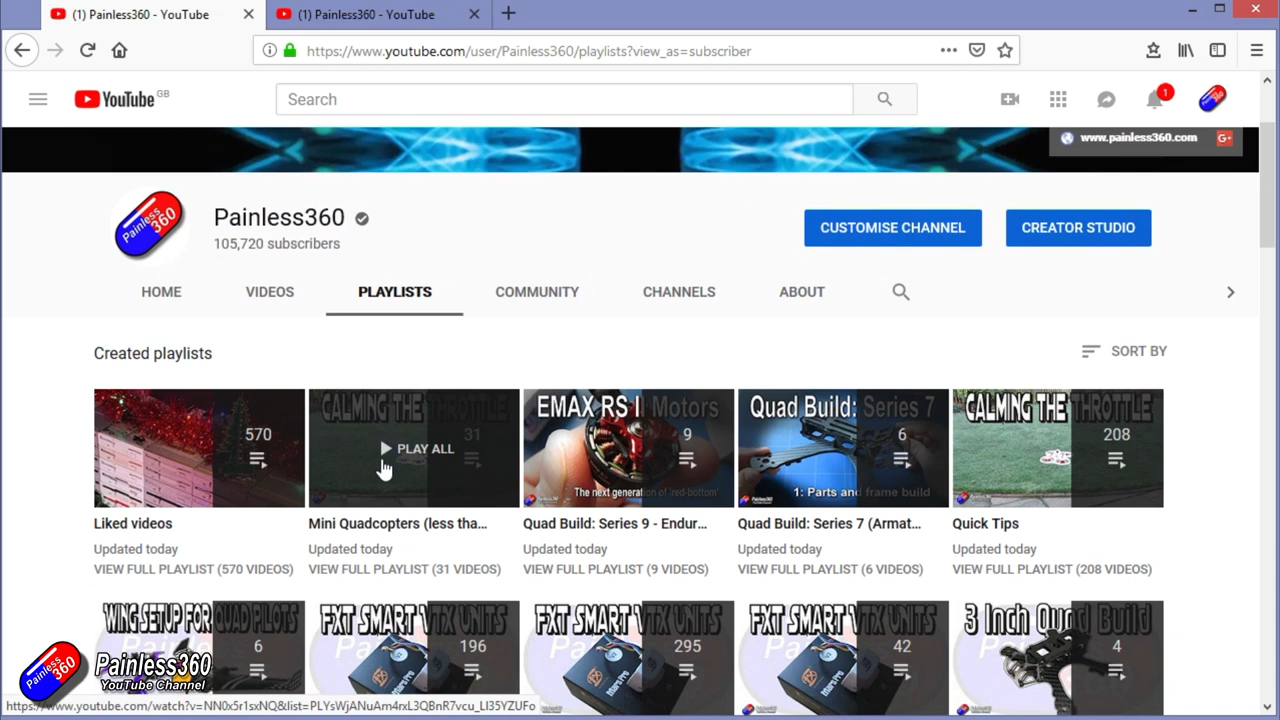 (1) Painless360 - YouTube
(1) Painless360 - YouTube
https://www.youtube.com/user/Painless360/playlists?view_as=subscriber
YouTube GB
Search
1
www.painless360.com G+
Painless 360
Painless360
105,720 subscribers
CUSTOMISE CHANNEL
CREATOR STUDIO
HOME
VIDEOS
PLAYLISTS
COMMUNITY
CHANNELS
ABOUT
Created playlists
SORT BY
570
CALMING THE THROTTLE
31
PLAY ALL
EMAX RS II Motors
9
The next generation of 'red-bottom'
Quad Build: Series 7
6
1: Parts and frame build
CALMING THE THROTTLE
208
Liked videos
Mini Quadcopters (less tha...
Quad Build: Series 9 - Endur...
Quad Build: Series 7 (Armat...
Quick Tips
Updated today
Updated today
Updated today
Updated today
Updated today
VIEW FULL PLAYLIST (570 VIDEOS)
VIEW FULL PLAYLIST (31 VIDEOS)
VIEW FULL PLAYLIST (9 VIDEOS)
VIEW FULL PLAYLIST (6 VIDEOS)
VIEW FULL PLAYLIST (208 VIDEOS)
WING SETUP FOR QUAD PILOTS
6
FXT SMART VTX UNITS
196
FXT SMART VTX UNITS
295
FXT SMART VTX UNITS
42
3 Inch Quad Build
4
Painless 360
Painless360
YouTube Channel
https://www.youtube.com/watch?v=NN0x5r1sxNQ&list=PLYsWjANuAm4rxL3QBnR7vcu_LI35YZUFo